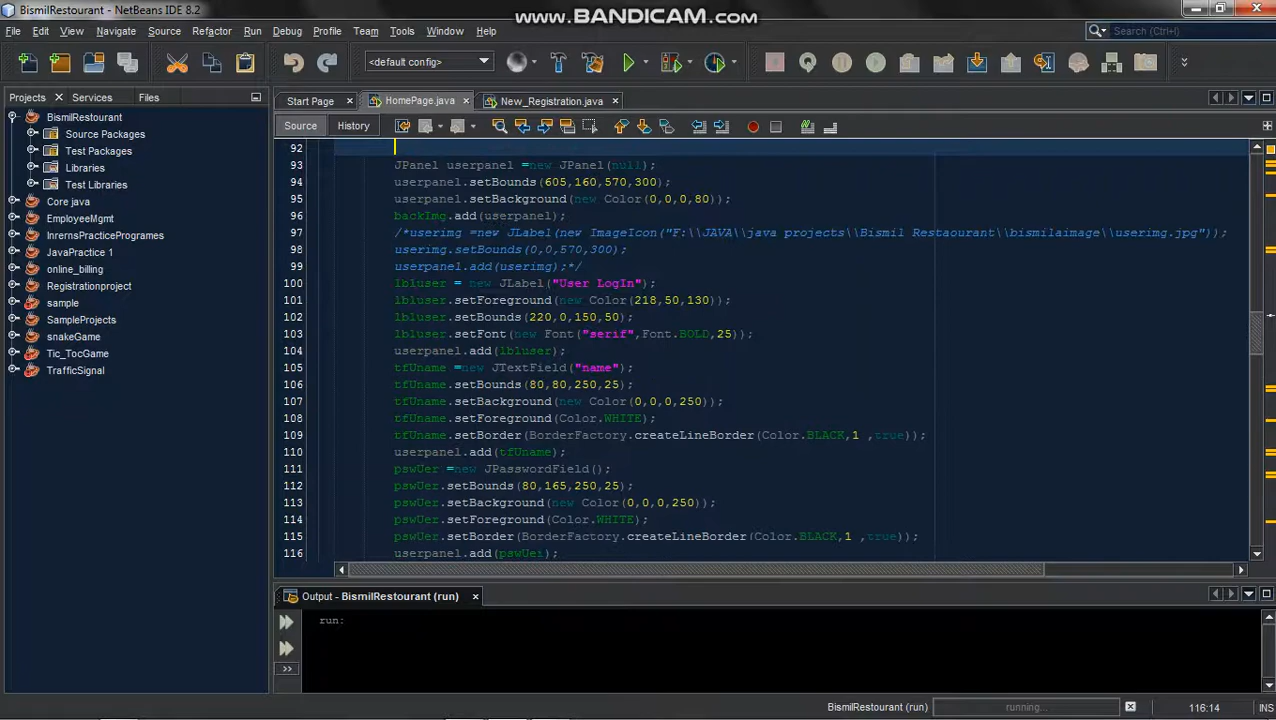 BismilRestourant - NetBeans IDE 8.2
www.BANDICAM.com
File Edit View Navigate Source Refactor Run Debug Profile Team Tools Window Help
Search (Ctrl+I)
<default config>
Projects Services Files
Start Page HomePage.java New_Registration.java
Source History
BismilRestourant
Source Packages
Test Packages
Libraries
Test Libraries
Core java
EmployeeMgmt
InrernsPracticePrograms
JavaPractice 1
online_billing
Registrationproject
sample
SampleProjects
snakeGame
Tic_TocGame
TrafficSignal
92
93 JPanel userpanel =new JPanel(null);
94 userpanel.setBounds(605,160,570,300);
95 userpanel.setBackground(new Color(0,0,0,80));
96 backImg.add(userpanel);
97 /*userimg =new JLabel(new ImageIcon("F:\\JAVA\\java projects\\Bismil Restaourant\\bismilaimage\\userimg.jpg"));
98 userimg.setBounds(0,0,570,300);
99 userpanel.add(userimg);*/
100 lbluser = new JLabel("User LogIn");
101 lbluser.setForeground(new Color(218,50,130));
102 lbluser.setBounds(220,0,150,50);
103 lbluser.setFont(new Font("serif",Font.BOLD,25));
104 userpanel.add(lbluser);
105 tfUname =new JTextField("name");
106 tfUname.setBounds(80,80,250,25);
107 tfUname.setBackground(new Color(0,0,0,250));
108 tfUname.setForeground(Color.WHITE);
109 tfUname.setBorder(BorderFactory.createLineBorder(Color.BLACK,1 ,true));
110 userpanel.add(tfUname);
111 pswUer =new JPasswordField();
112 pswUer.setBounds(80,165,250,25);
113 pswUer.setBackground(new Color(0,0,0,250));
114 pswUer.setForeground(Color.WHITE);
115 pswUer.setBorder(BorderFactory.createLineBorder(Color.BLACK,1 ,true));
116 userpanel.add(pswUer);
Output - BismilRestourant (run)
run:
>>
BismilRestourant (run) running... 116:14 INS